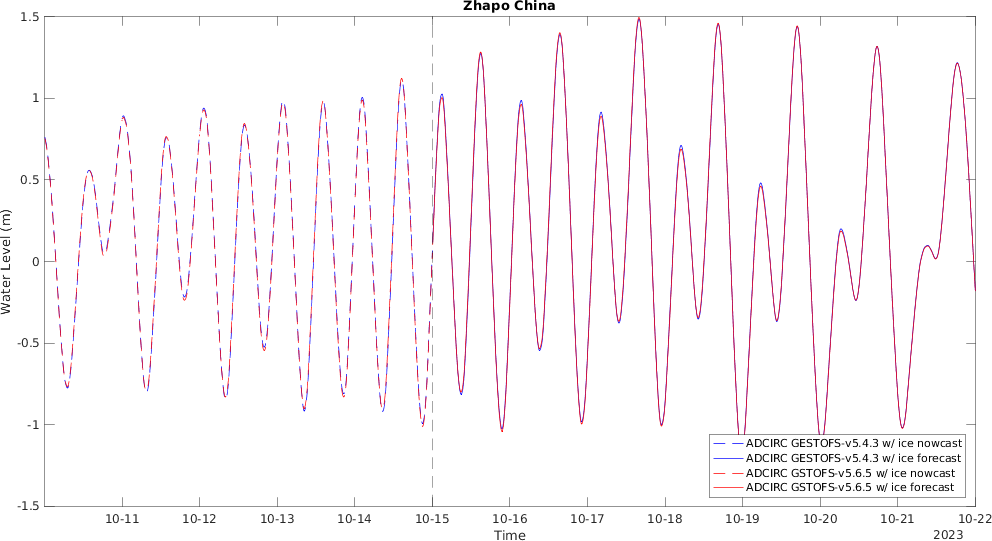 Zhapo China
1.5
1
0.5
0
-0.5
-1
-1.5
Water Level (m)
10-11 10-12 10-13 10-14 10-15 10-16 10-17 10-18 10-19 10-20 10-21 10-22
2023
Time
ADCIRC GESTOFS-v5.4.3 w/ ice nowcast
ADCIRC GESTOFS-v5.4.3 w/ ice forecast
ADCIRC GSTOFS-v5.6.5 w/ ice nowcast
ADCIRC GSTOFS-v5.6.5 w/ ice forecast